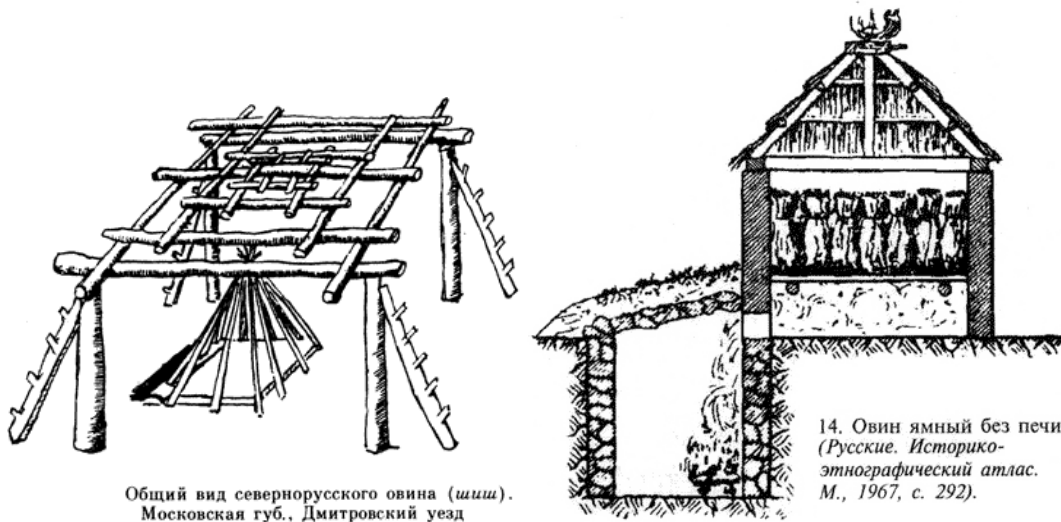 Общий вид севернорусского овина (шиш).
Московская губ., Дмитровский уезд
14. Овин ямный без печи
(Русские. Историко-
этнографический атлас.
М., 1967, с. 292).